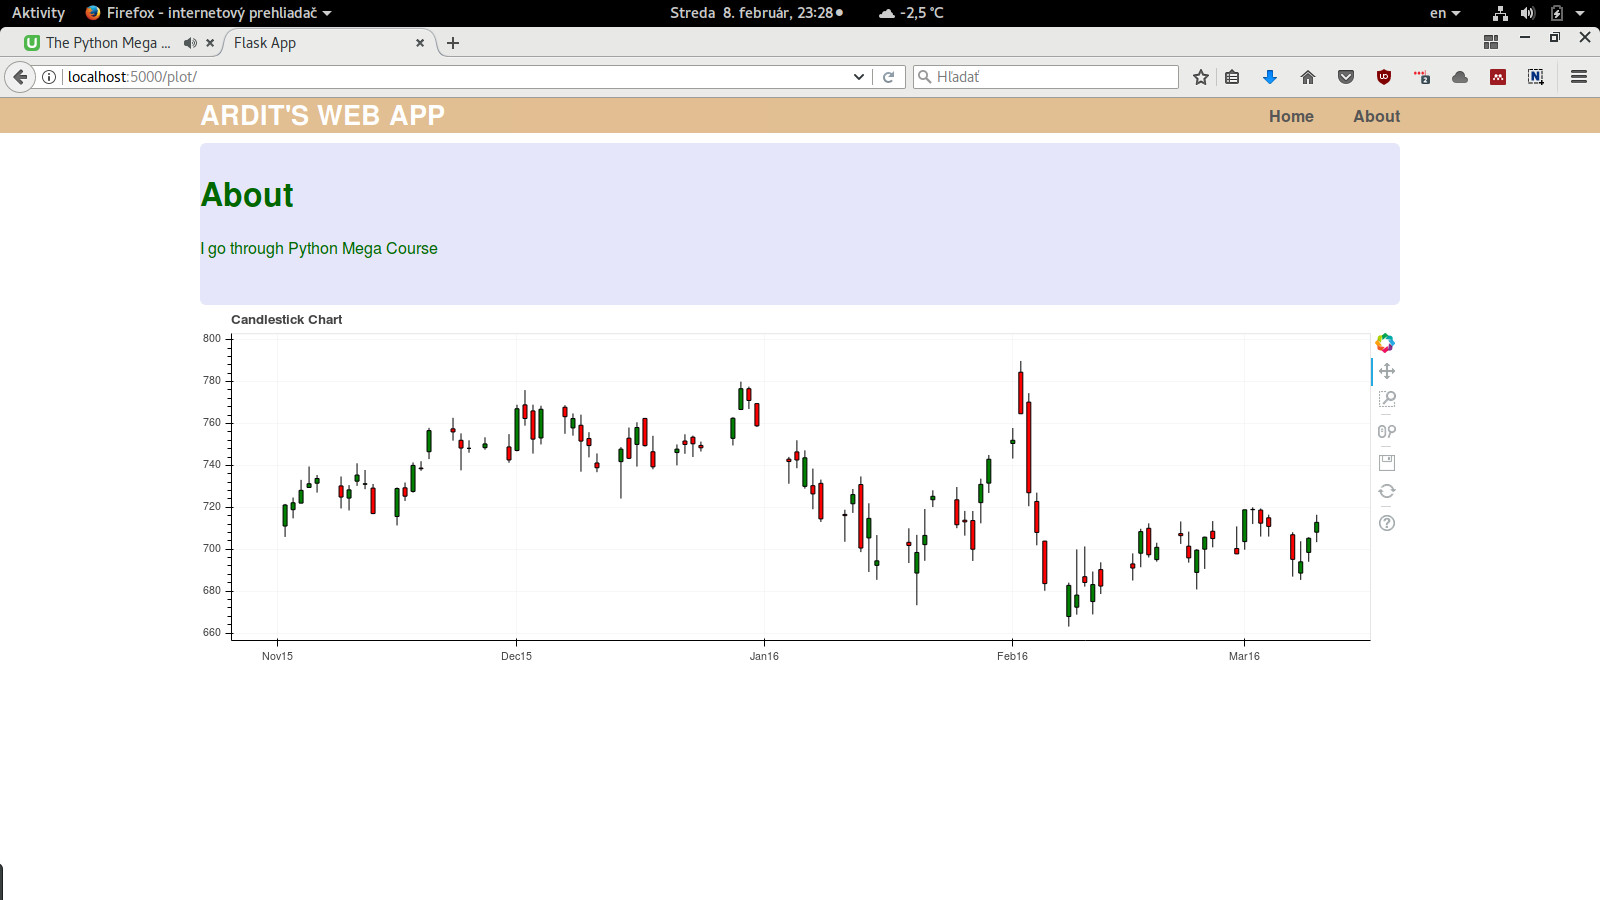 Aktivity Firefox - internetový prehliadač Streda 8. február, 23:28 -2,5 °C en
The Python Mega ... Flask App
localhost:5000/plot/ Hľadať
ARDIT'S WEB APP Home About
About
I go through Python Mega Course
Candlestick Chart
800
780
760
740
720
700
680
660
Nov15 Dec15 Jan16 Feb16 Mar16